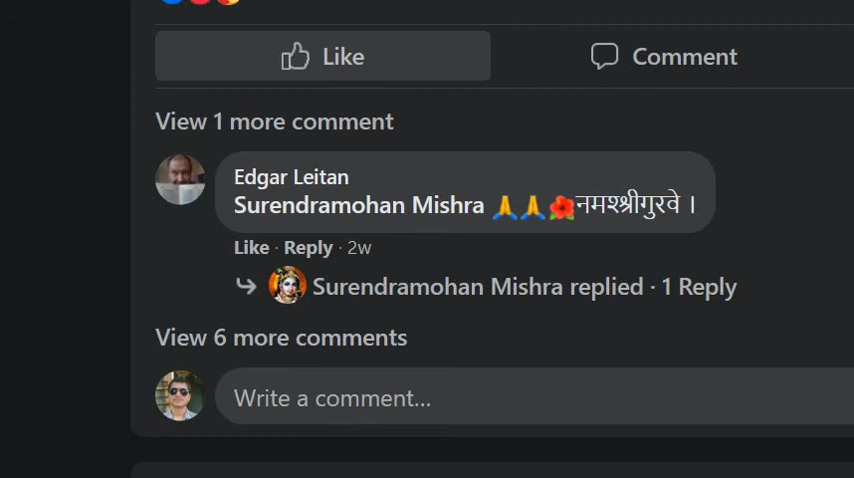 Like Comment
View 1 more comment
Edgar Leitan
Surendramohan Mishra 🙏🙏🌺नमश्श्रीगुरवे ।
Like · Reply · 2w
Surendramohan Mishra replied · 1 Reply
View 6 more comments
Write a comment...